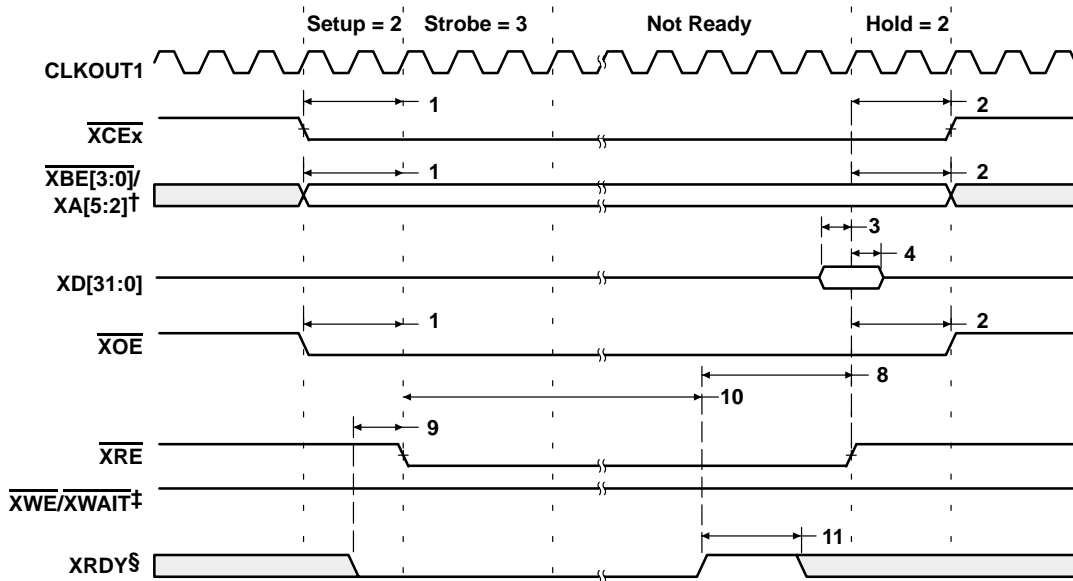 Setup = 2 Strobe = 3 Not Ready Hold = 2
CLKOUT1
1 2
XCEx
XBE[3:0]/
1 2
XA[5:2]†
3
4
XD[31:0]
1 2
XOE
8
10
9
XRE
XWE/XWAIT‡
11
XRDY§